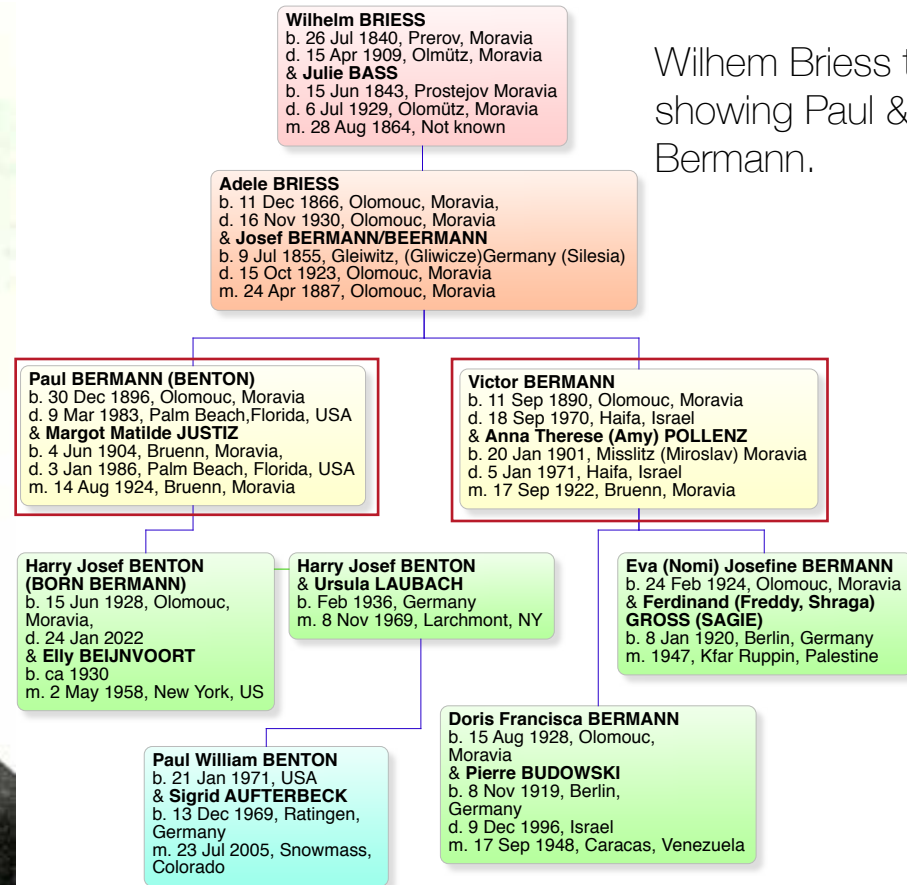 Wilhelm BRIESS
b. 26 Jul 1840, Prerov, Moravia
d. 15 Apr 1909, Olmütz, Moravia
& Julie BASS
b. 15 Jun 1843, Prostejov Moravia
d. 6 Jul 1929, Olomütz, Moravia
m. 28 Aug 1864, Not known
Wilhem Briess t
showing Paul &
Bermann.
Adele BRIESS
b. 11 Dec 1866, Olomouc, Moravia,
d. 16 Nov 1930, Olomouc, Moravia
& Josef BERMANN/BEERMANN
b. 9 Jul 1855, Gleiwitz, (Gliwicze)Germany (Silesia)
d. 15 Oct 1923, Olomouc, Moravia
m. 24 Apr 1887, Olomouc, Moravia
Paul BERMANN (BENTON)
b. 30 Dec 1896, Olomouc, Moravia
d. 9 Mar 1983, Palm Beach,Florida, USA
& Margot Matilde JUSTIZ
b. 4 Jun 1904, Bruenn, Moravia,
d. 3 Jan 1986, Palm Beach, Florida, USA
m. 14 Aug 1924, Bruenn, Moravia
Victor BERMANN
b. 11 Sep 1890, Olomouc, Moravia
d. 18 Sep 1970, Haifa, Israel
& Anna Therese (Amy) POLLENZ
b. 20 Jan 1901, Misslitz (Miroslav) Moravia
d. 5 Jan 1971, Haifa, Israel
m. 17 Sep 1922, Bruenn, Moravia
Harry Josef BENTON
(BORN BERMANN)
b. 15 Jun 1928, Olomouc,
Moravia,
d. 24 Jan 2022
& Elly BEIJNVOORT
b. ca 1930
m. 2 May 1958, New York, US
Harry Josef BENTON
& Ursula LAUBACH
b. Feb 1936, Germany
m. 8 Nov 1969, Larchmont, NY
Eva (Nomi) Josefine BERMANN
b. 24 Feb 1924, Olomouc, Moravia
& Ferdinand (Freddy, Shraga)
GROSS (SAGIE)
b. 8 Jan 1920, Berlin, Germany
m. 1947, Kfar Ruppin, Palestine
Paul William BENTON
b. 21 Jan 1971, USA
& Sigrid AUFTERBECK
b. 13 Dec 1969, Ratingen,
Germany
m. 23 Jul 2005, Snowmass,
Colorado
Doris Francisca BERMANN
b. 15 Aug 1928, Olomouc,
Moravia
& Pierre BUDOWSKI
b. 8 Nov 1919, Berlin,
Germany
d. 9 Dec 1996, Israel
m. 17 Sep 1948, Caracas, Venezuela